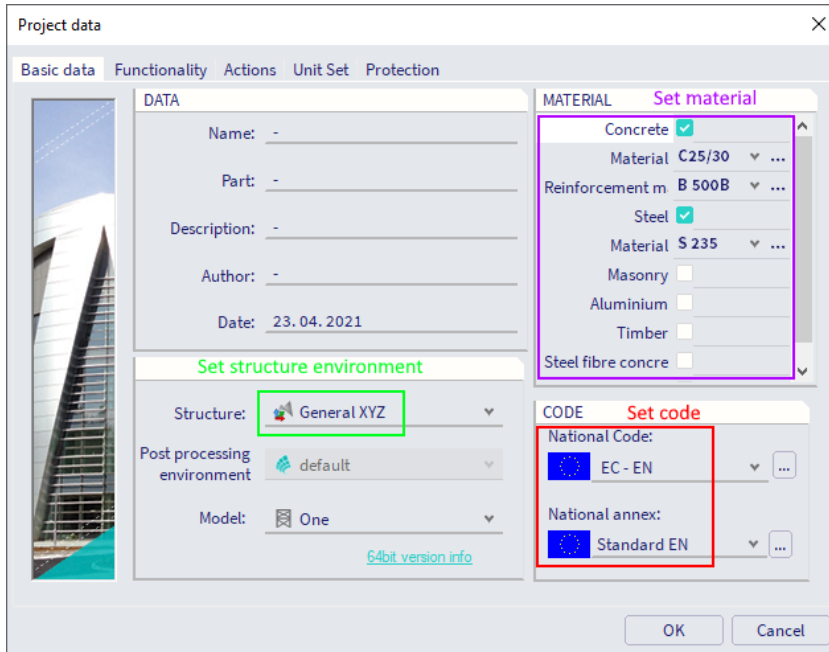 Project data
Basic data Functionality Actions Unit Set Protection
DATA
Name: -
Part: -
Description: -
Author: -
Date: 23. 04. 2021
Set structure environment
Structure: General XYZ
Post processing
environment default
Model: One
64bit version info
MATERIAL Set material
Concrete
Material C25/30 ...
Reinforcement m B 500B ...
Steel
Material S 235 ...
Masonry
Aluminium
Timber
Steel fibre concre
CODE Set code
National Code:
EC - EN ...
National annex:
Standard EN ...
OK Cancel